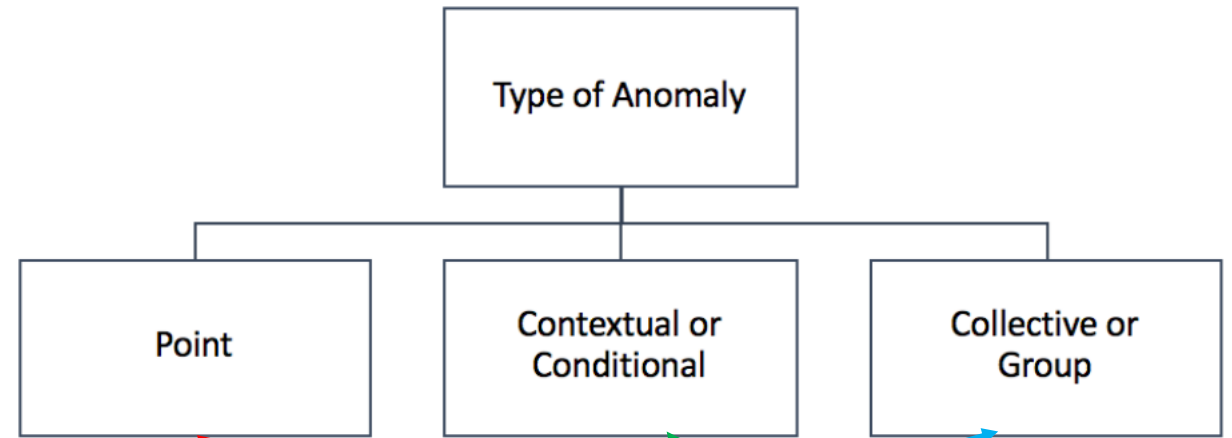 Type of Anomaly
Point
Contextual or
Conditional
Collective or
Group